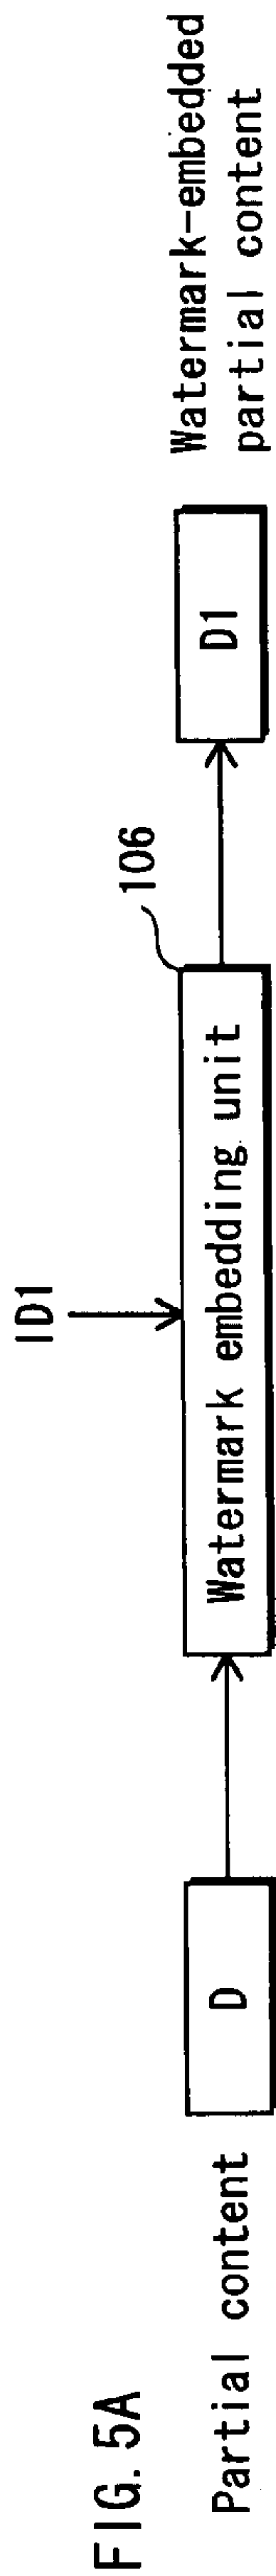 FIG. 5A
ID1
106
Partial content
D
Watermark embedding unit
D1
Watermark-embedded
partial content